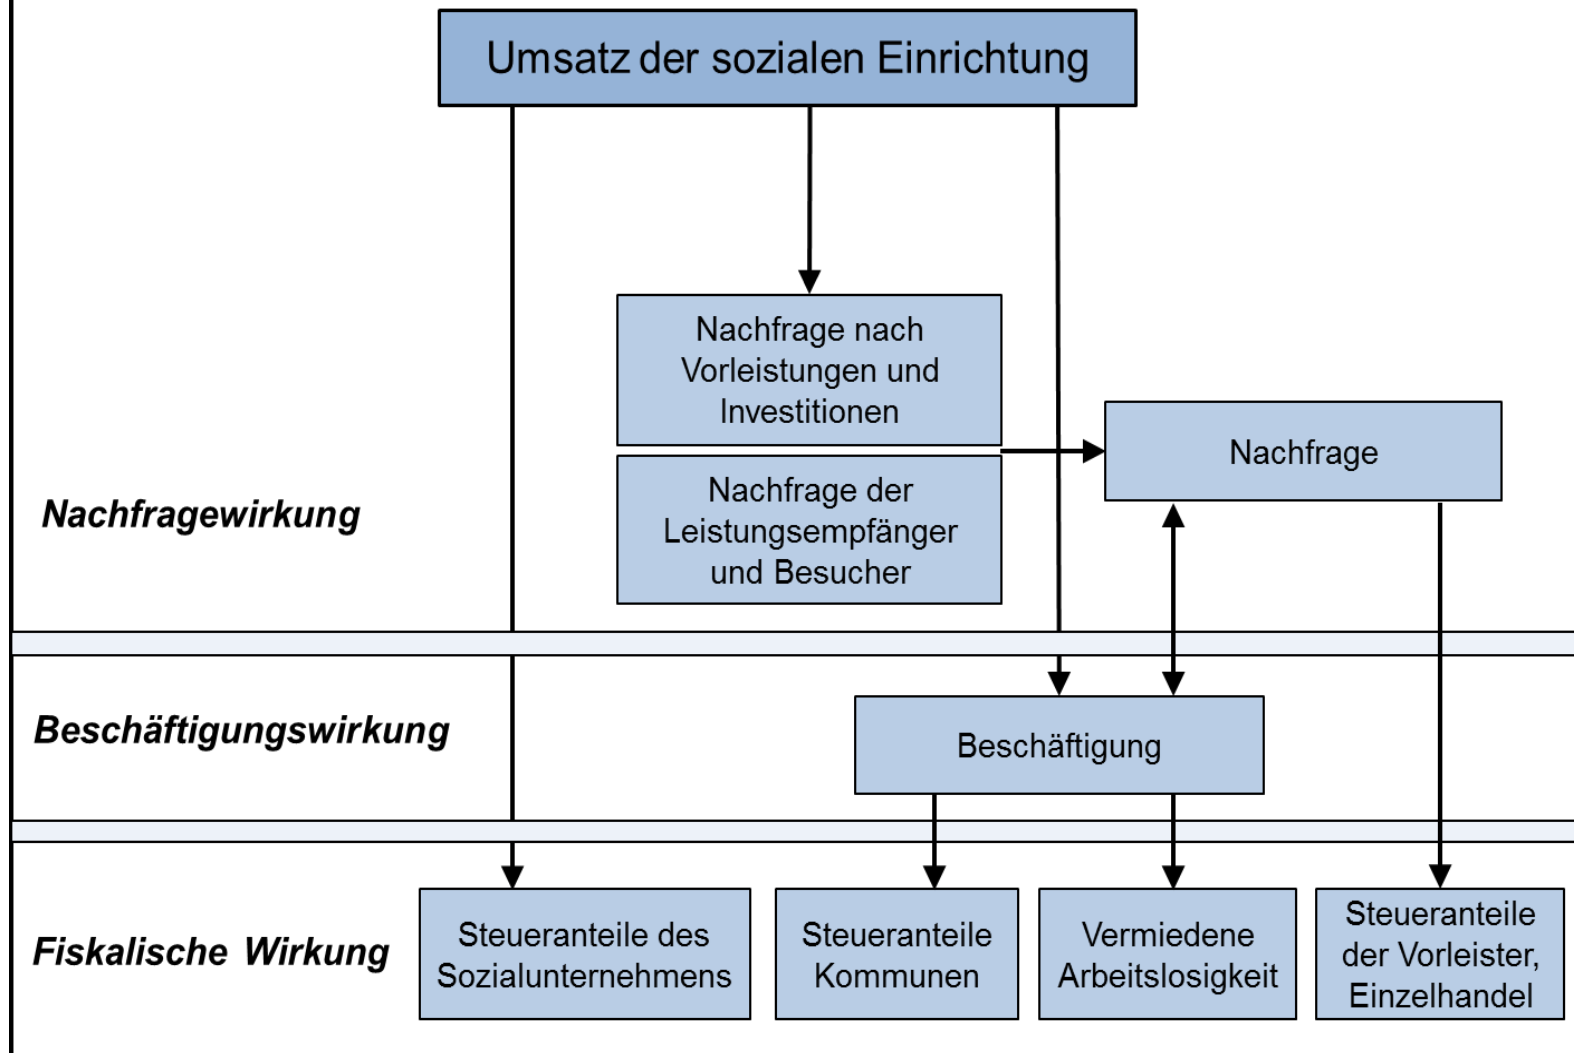 Umsatz der sozialen Einrichtung
Nachfrage nach
Vorleistungen und
Investitionen
Nachfrage
Nachfrage der
Leistungsempfänger
und Besucher
Nachfragewirkung
Beschäftigungswirkung
Beschäftigung
Fiskalische Wirkung
Steueranteile des
Sozialunternehmens
Steueranteile
Kommunen
Vermiedene
Arbeitslosigkeit
Steueranteile
der Vorleister,
Einzelhandel